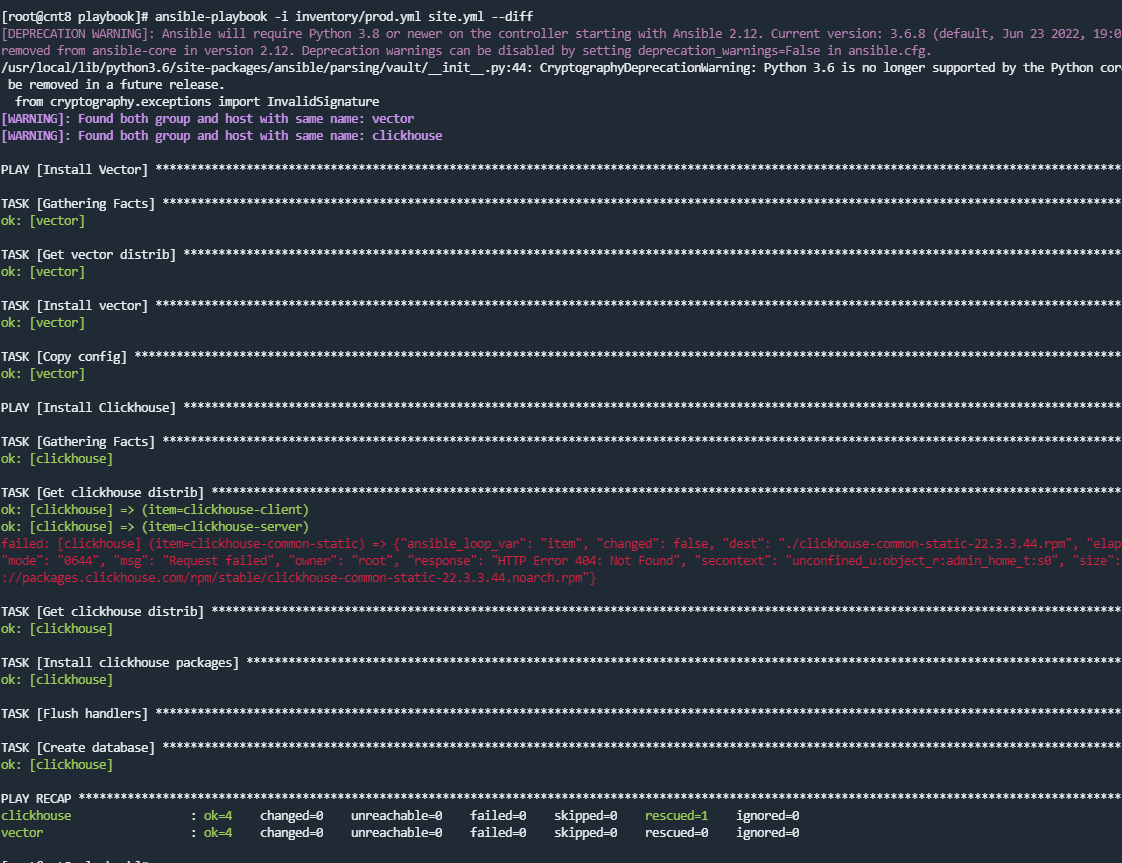 [root@cnt8 playbook]# ansible-playbook -i inventory/prod.yml site.yml --diff
[DEPRECATION WARNING]: Ansible will require Python 3.8 or newer on the controller starting with Ansible 2.12. Current version: 3.6.8 (default, Jun 23 2022, 19:0
removed from ansible-core in version 2.12. Deprecation warnings can be disabled by setting deprecation_warnings=False in ansible.cfg.
/usr/local/lib/python3.6/site-packages/ansible/parsing/vault/__init__.py:44: CryptographyDeprecationWarning: Python 3.6 is no longer supported by the Python cor
be removed in a future release.
from cryptography.exceptions import InvalidSignature
[WARNING]: Found both group and host with same name: vector
[WARNING]: Found both group and host with same name: clickhouse
PLAY [Install Vector] ******************************************************************************************************************************************
TASK [Gathering Facts] *****************************************************************************************************************************************
ok: [vector]
TASK [Get vector distrib] **************************************************************************************************************************************
ok: [vector]
TASK [Install vector] ******************************************************************************************************************************************
ok: [vector]
TASK [Copy config] *********************************************************************************************************************************************
ok: [vector]
PLAY [Install Clickhouse] **************************************************************************************************************************************
TASK [Gathering Facts] *****************************************************************************************************************************************
ok: [clickhouse]
TASK [Get clickhouse distrib] **********************************************************************************************************************************
ok: [clickhouse] => (item=clickhouse-client)
ok: [clickhouse] => (item=clickhouse-server)
failed: [clickhouse] (item=clickhouse-common-static) => {"ansible_loop_var": "item", "changed": false, "dest": "./clickhouse-common-static-22.3.3.44.rpm", "elap
"mode": "0644", "msg": "Request failed", "owner": "root", "response": "HTTP Error 404: Not Found", "secontext": "unconfined_u:object_r:admin_home_t:s0", "size":
://packages.clickhouse.com/rpm/stable/clickhouse-common-static-22.3.3.44.noarch.rpm"}
TASK [Get clickhouse distrib] **********************************************************************************************************************************
ok: [clickhouse]
TASK [Install clickhouse packages] *****************************************************************************************************************************
ok: [clickhouse]
TASK [Flush handlers] ******************************************************************************************************************************************
TASK [Create database] *****************************************************************************************************************************************
ok: [clickhouse]
PLAY RECAP *****************************************************************************************************************************************************
clickhouse : ok=4 changed=0 unreachable=0 failed=0 skipped=0 rescued=1 ignored=0
vector : ok=4 changed=0 unreachable=0 failed=0 skipped=0 rescued=0 ignored=0